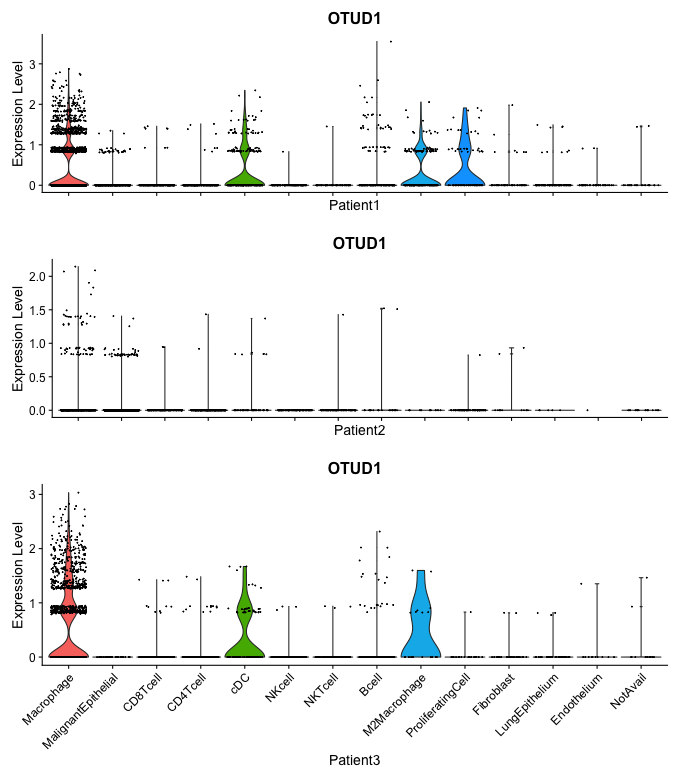 OTUD1
Expression Level
3
2
1
0
Patient1
OTUD1
Expression Level
2.0
1.5
1.0
0.5
0.0
Patient2
OTUD1
Expression Level
3
2
1
0
Macrophage
MalignantEpithelial
CD8Tcell
CD4Tcell
cDC
NKcell
NKTcell
Bcell
M2Macrophage
ProliferatingCell
Fibroblast
LungEpithelium
Endothelium
NotAvail
Patient3